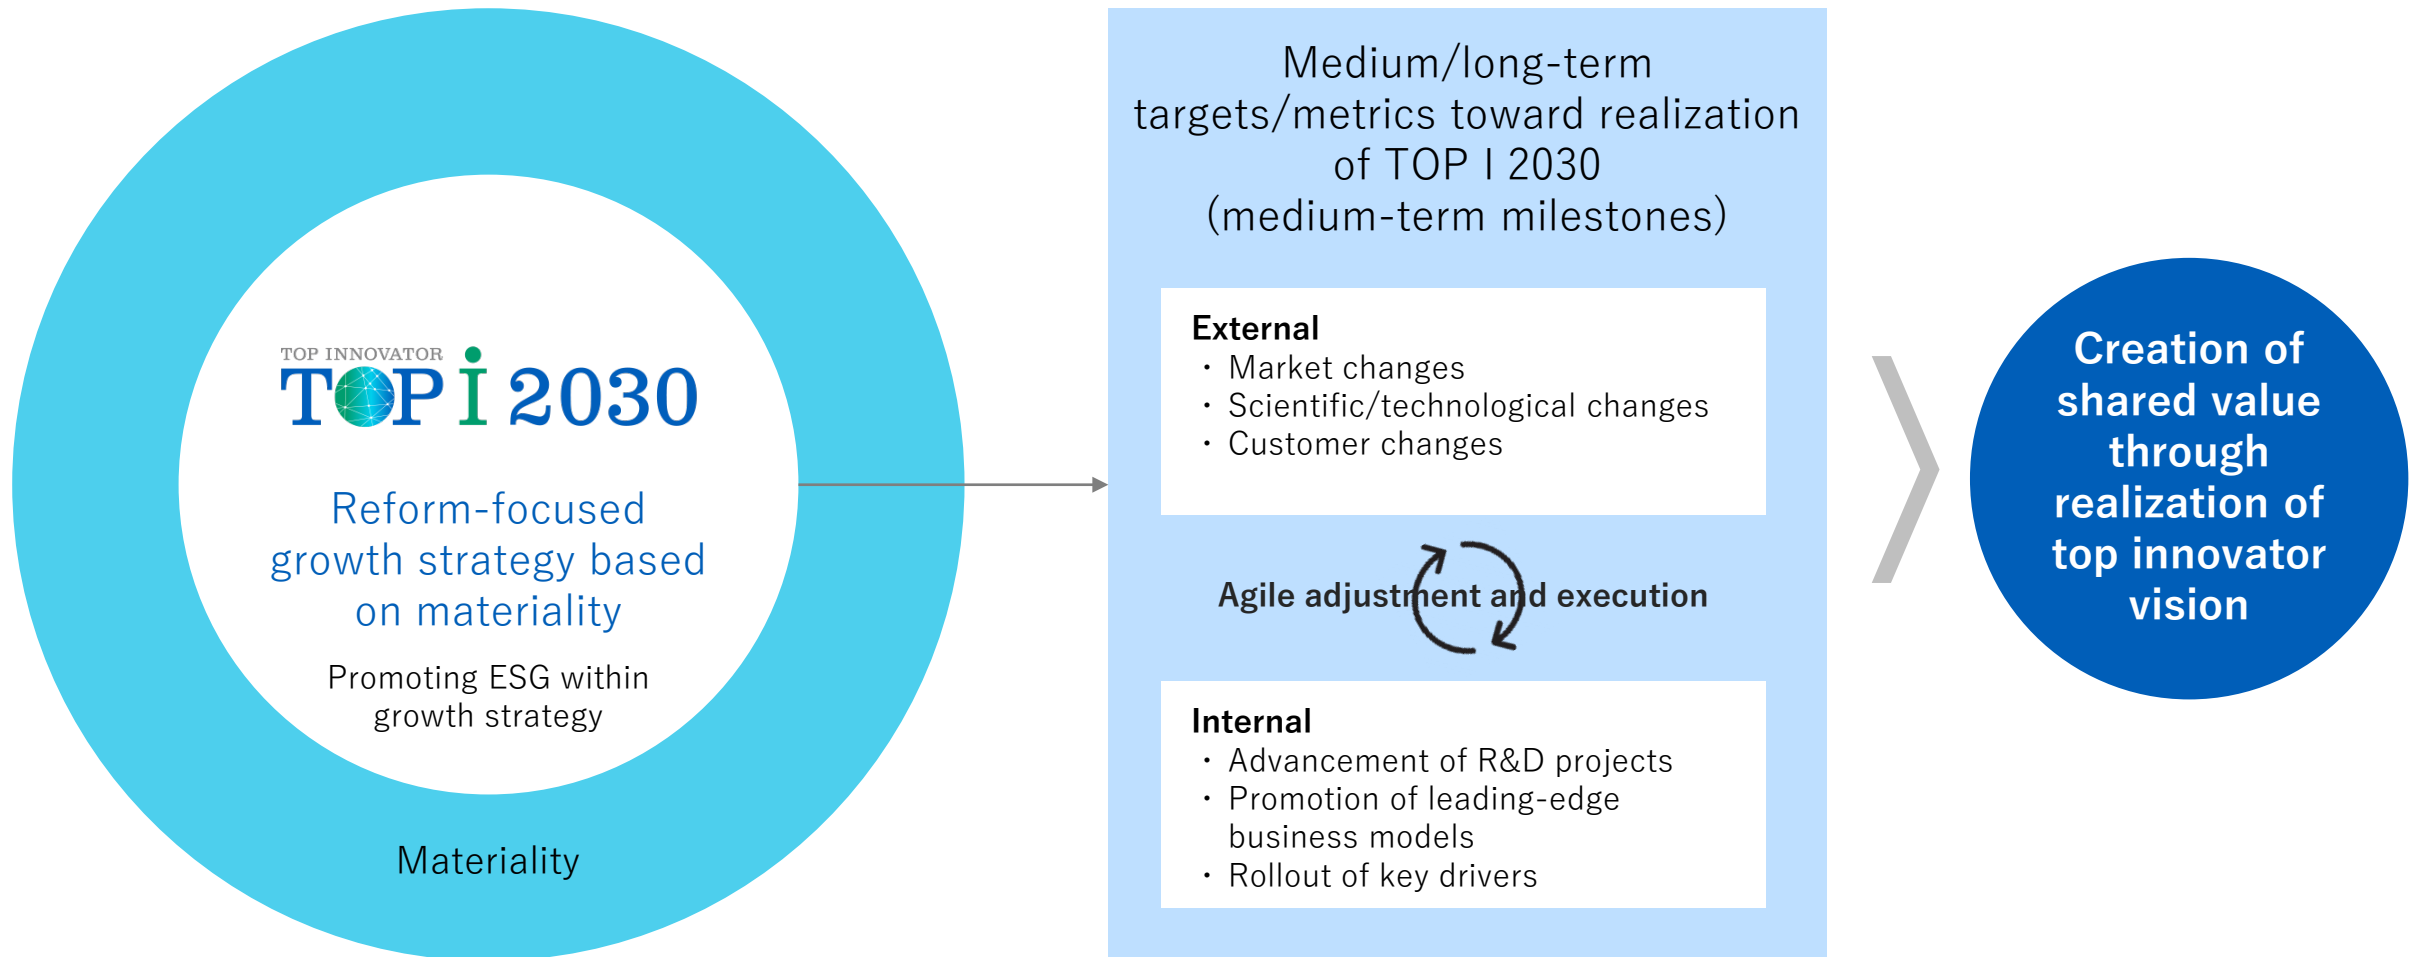 TOP INNOVATOR
TOP I 2030
Reform-focused
growth strategy based
on materiality
Promoting ESG within
growth strategy
Materiality
Medium/long-term
targets/metrics toward realization
of TOP I 2030
(medium-term milestones)
External
・ Market changes
・ Scientific/technological changes
・ Customer changes
Agile adjustment and execution
Internal
・ Advancement of R&D projects
・ Promotion of leading-edge
business models
・ Rollout of key drivers
Creation of
shared value
through
realization of
top innovator
vision